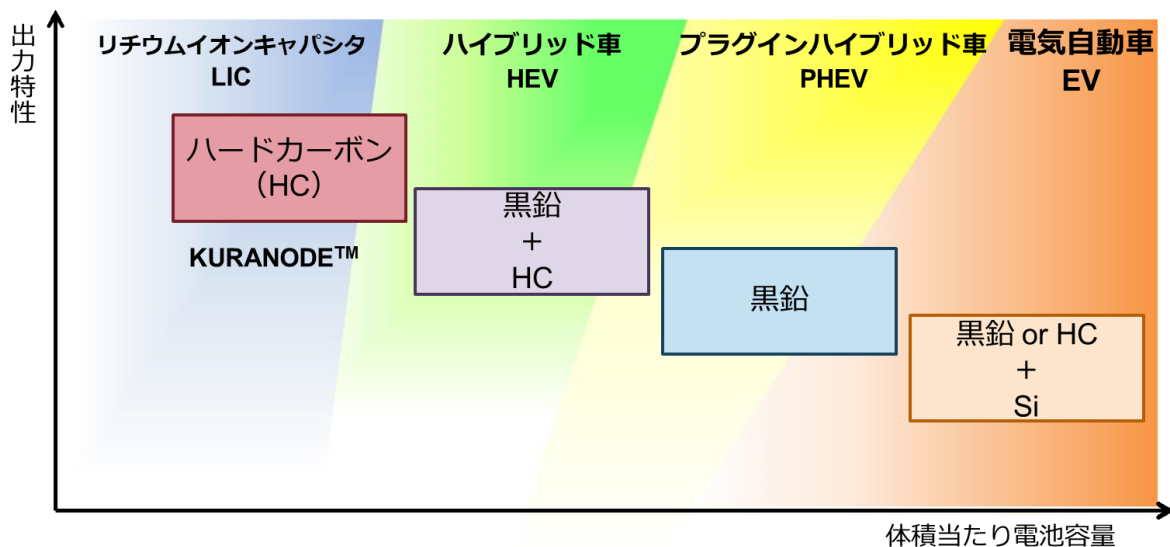 出力特性
リチウムイオンキャパシタ
LIC
ハイブリッド車
HEV
プラグインハイブリッド車
PHEV
電気自動車
EV
ハードカーボン
（HC）
KURANODE™
黒鉛
+
HC
黒鉛
黒鉛 or HC
+
Si
体積当たり電池容量